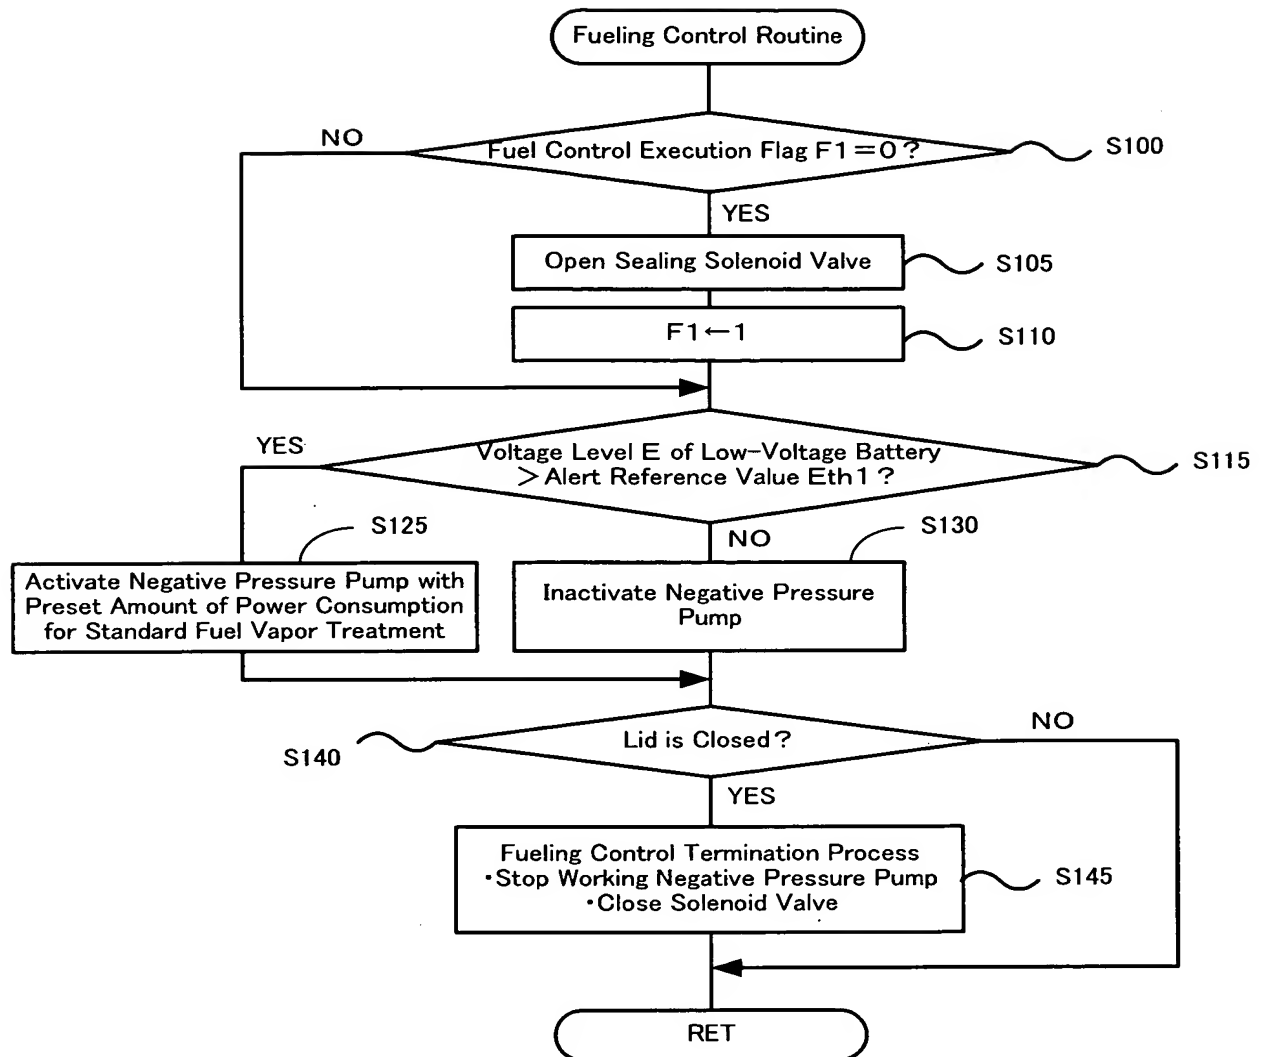 Fueling Control Routine
NO
Fuel Control Execution Flag F1=0?
S100
YES
Open Sealing Solenoid Valve
S105
F1←1
S110
YES
Voltage Level E of Low-Voltage Battery
>Alert Reference Value Eth1?
S115
S125
NO
S130
Activate Negative Pressure Pump with
Preset Amount of Power Consumption
for Standard Fuel Vapor Treatment
Inactivate Negative Pressure
Pump
NO
Lid is Closed?
S140
YES
Fueling Control Termination Process
・Stop Working Negative Pressure Pump
・Close Solenoid Valve
S145
RET